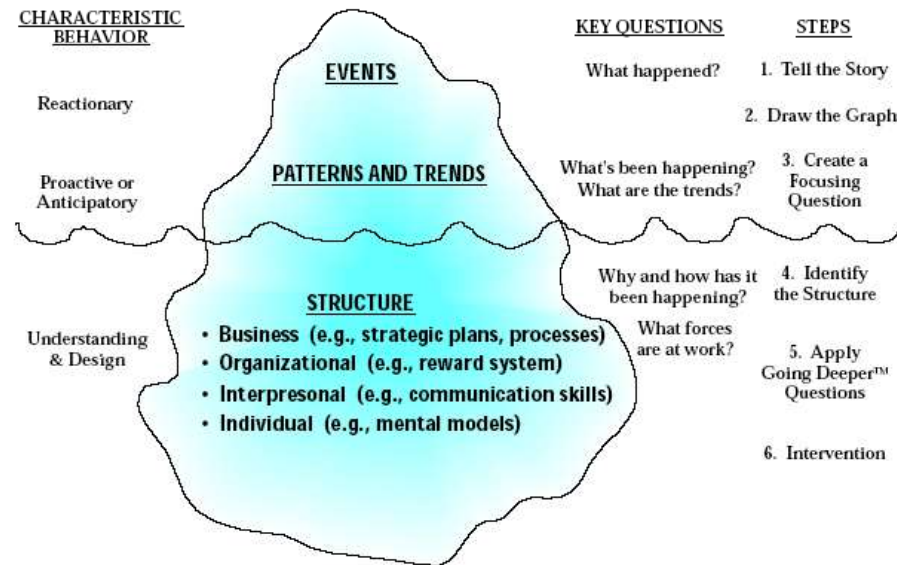 CHARACTERISTIC
BEHAVIOR
Reactionary
Proactive or
Anticipatory
Understanding
& Design
EVENTS
PATTERNS AND TRENDS
STRUCTURE
• Business (e.g., strategic plans, processes)
• Organizational (e.g., reward system)
• Interpresonal (e.g., communication skills)
• Individual (e.g., mental models)
KEY QUESTIONS
What happened?
What's been happening?
What are the trends?
Why and how has it
been happening?
What forces
are at work?
STEPS
1. Tell the Story
2. Draw the Graph
3. Create a
Focusing
Question
4. Identify
the Structure
5. Apply
Going Deeper™
Questions
6. Intervention